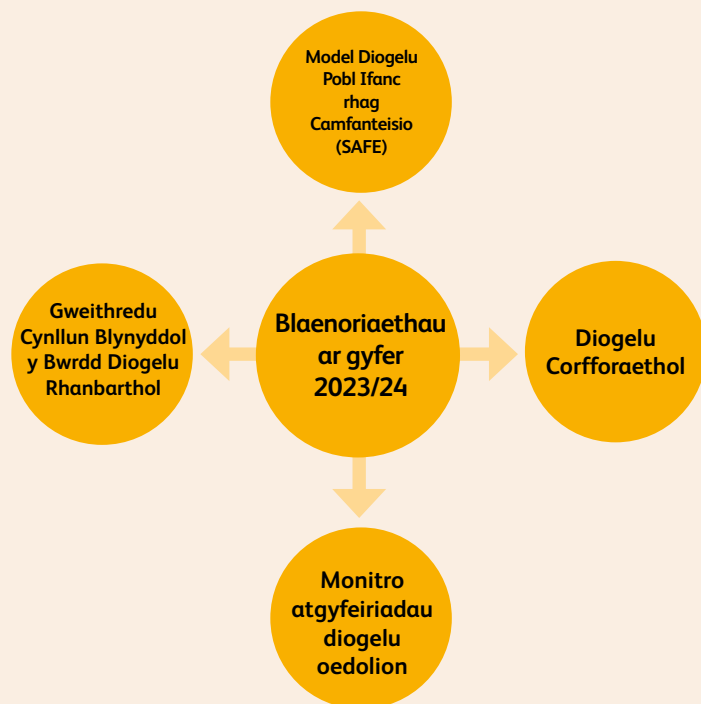 Model Diogelu
Pobl Ifanc
rhag
Camfanteisio
(SAFE)
Gweithredu
Cynllun Blynyddol
y Bwrdd Diogelu
Rhanbarthol
Blaenoriaethau
ar gyfer
2023/24
Diogelu
Corfforaethol
Monitro
atgyfeiriadau
diogelu
oedolion